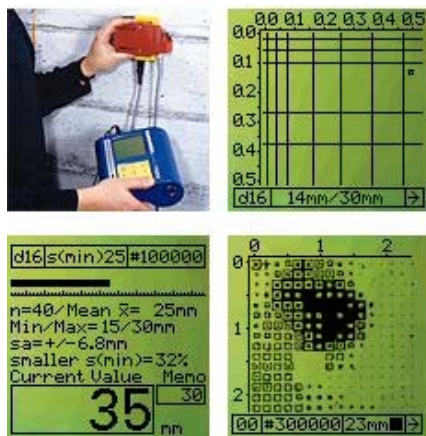 0.0 0.1 0.2 0.3 0.4 0.5
0.0
0.1
0.2
0.3
0.4
0.5
d16 14mm/30mm →
d16 s(min)25 #100000
n=40/Mean x̄= 25mm
Min/Max=15/30mm
sa=+/-6.8mm
smaller s(min)=32%
Current Value Memo
35 mm
30
0 1 2
0
1
2
00 #300000 23mm →